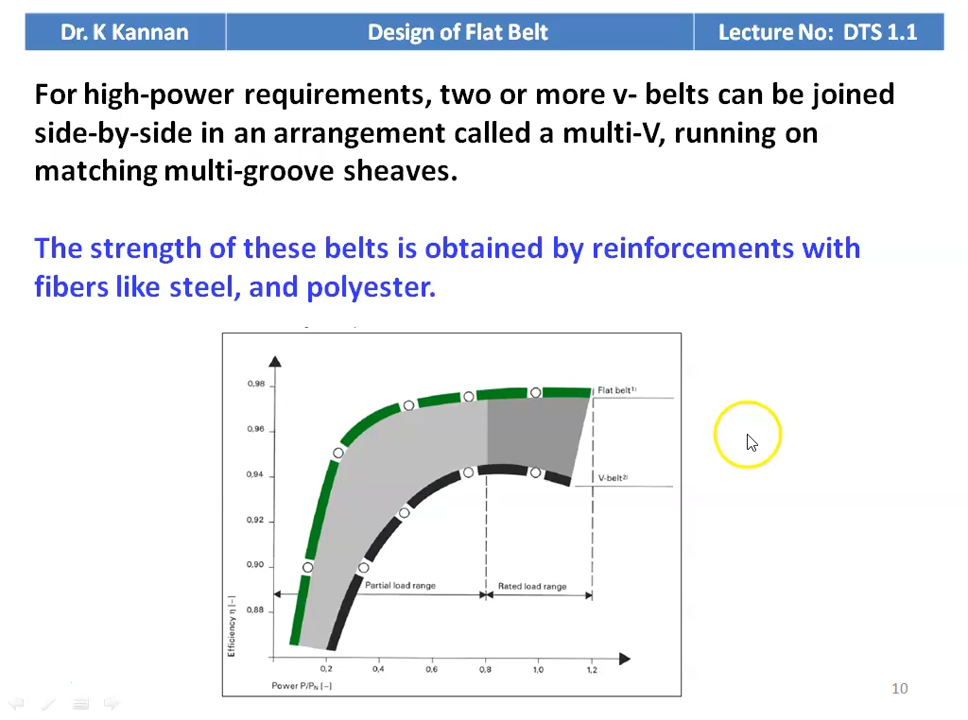 Dr. K Kannan
Design of Flat Belt
Lecture No: DTS 1.1
For high-power requirements, two or more v- belts can be joined
side-by-side in an arrangement called a multi-V, running on
matching multi-groove sheaves.
The strength of these belts is obtained by reinforcements with
fibers like steel, and polyester.
0,98
Flat belt¹⁾
0,96
0,94
V-belt²⁾
0,92
0.90
Partial load range
Rated load range
0,88
Efficiency η [–]
0,2
0,4
0,6
0,8
1,0
1,2
Power P/Pₙ [–]
10